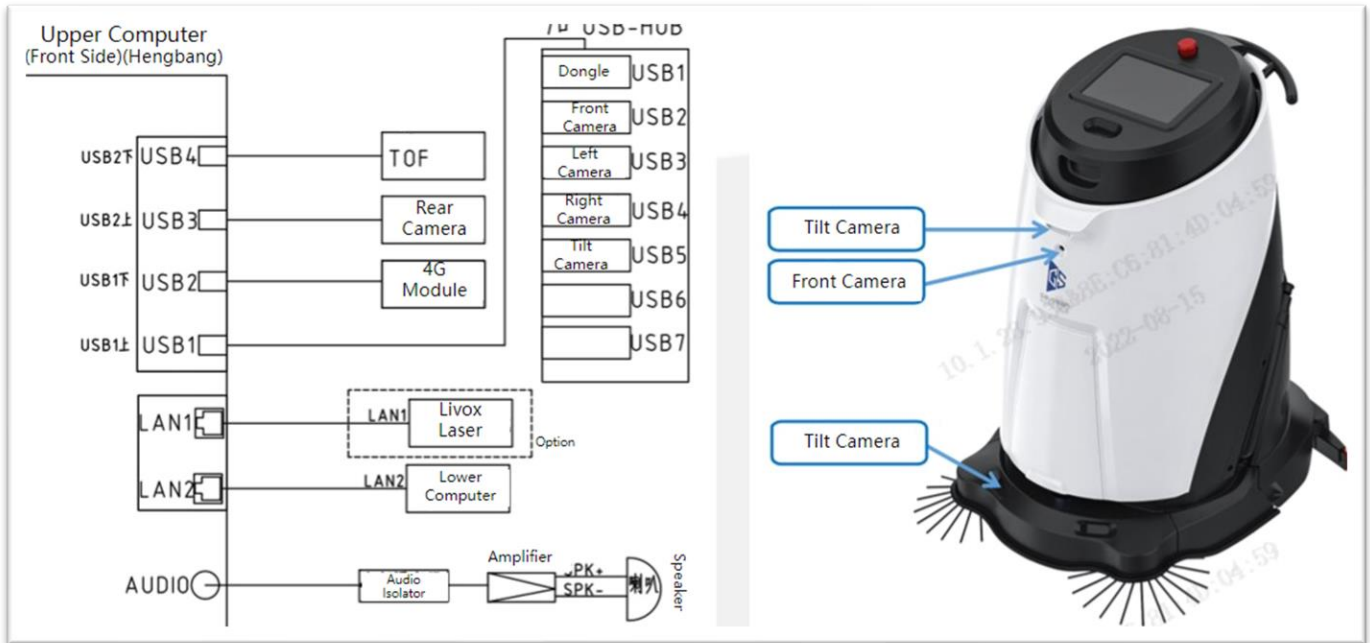 Upper Computer
(Front Side)(Hengbang)
USB2下 USB4
TOF
USB2上 USB3
Rear
Camera
USB1下 USB2
4G
Module
USB1上 USB1
USB-HUB
Dongle USB1
Front
Camera
USB2
Left
Camera
USB3
Right
Camera
USB4
Tilt
Camera
USB5
USB6
USB7
LAN1
LAN1
Livox
Laser
Option
LAN2
LAN2
Lower
Computer
AUDIO
Audio
Isolator
Amplifier
SPK+
SPK-
喇叭
Speaker
Tilt Camera
Front Camera
Tilt Camera
GS
2022-08-15